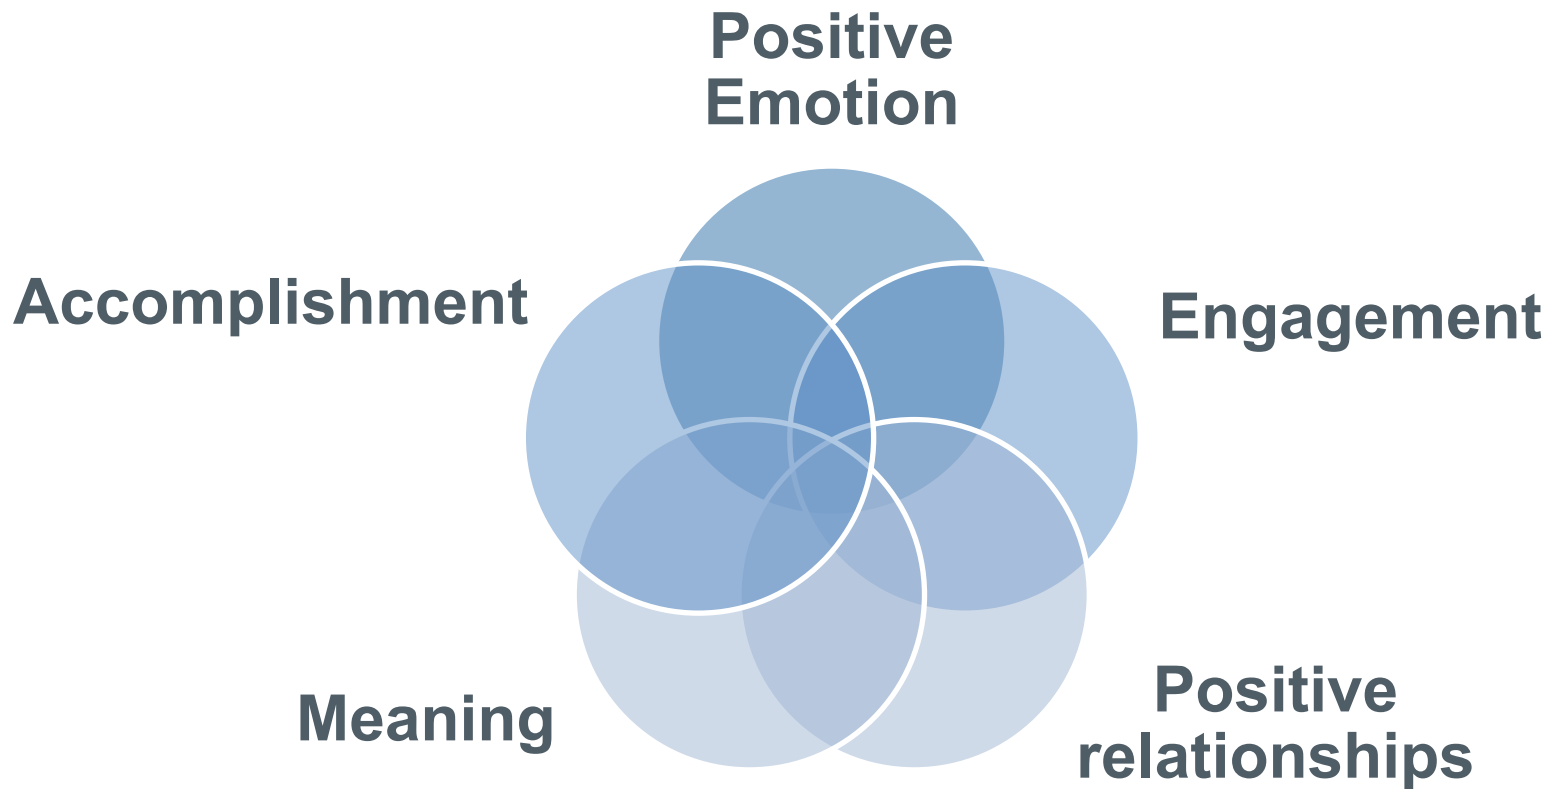 Positive
Emotion
Accomplishment
Engagement
Meaning
Positive
relationships